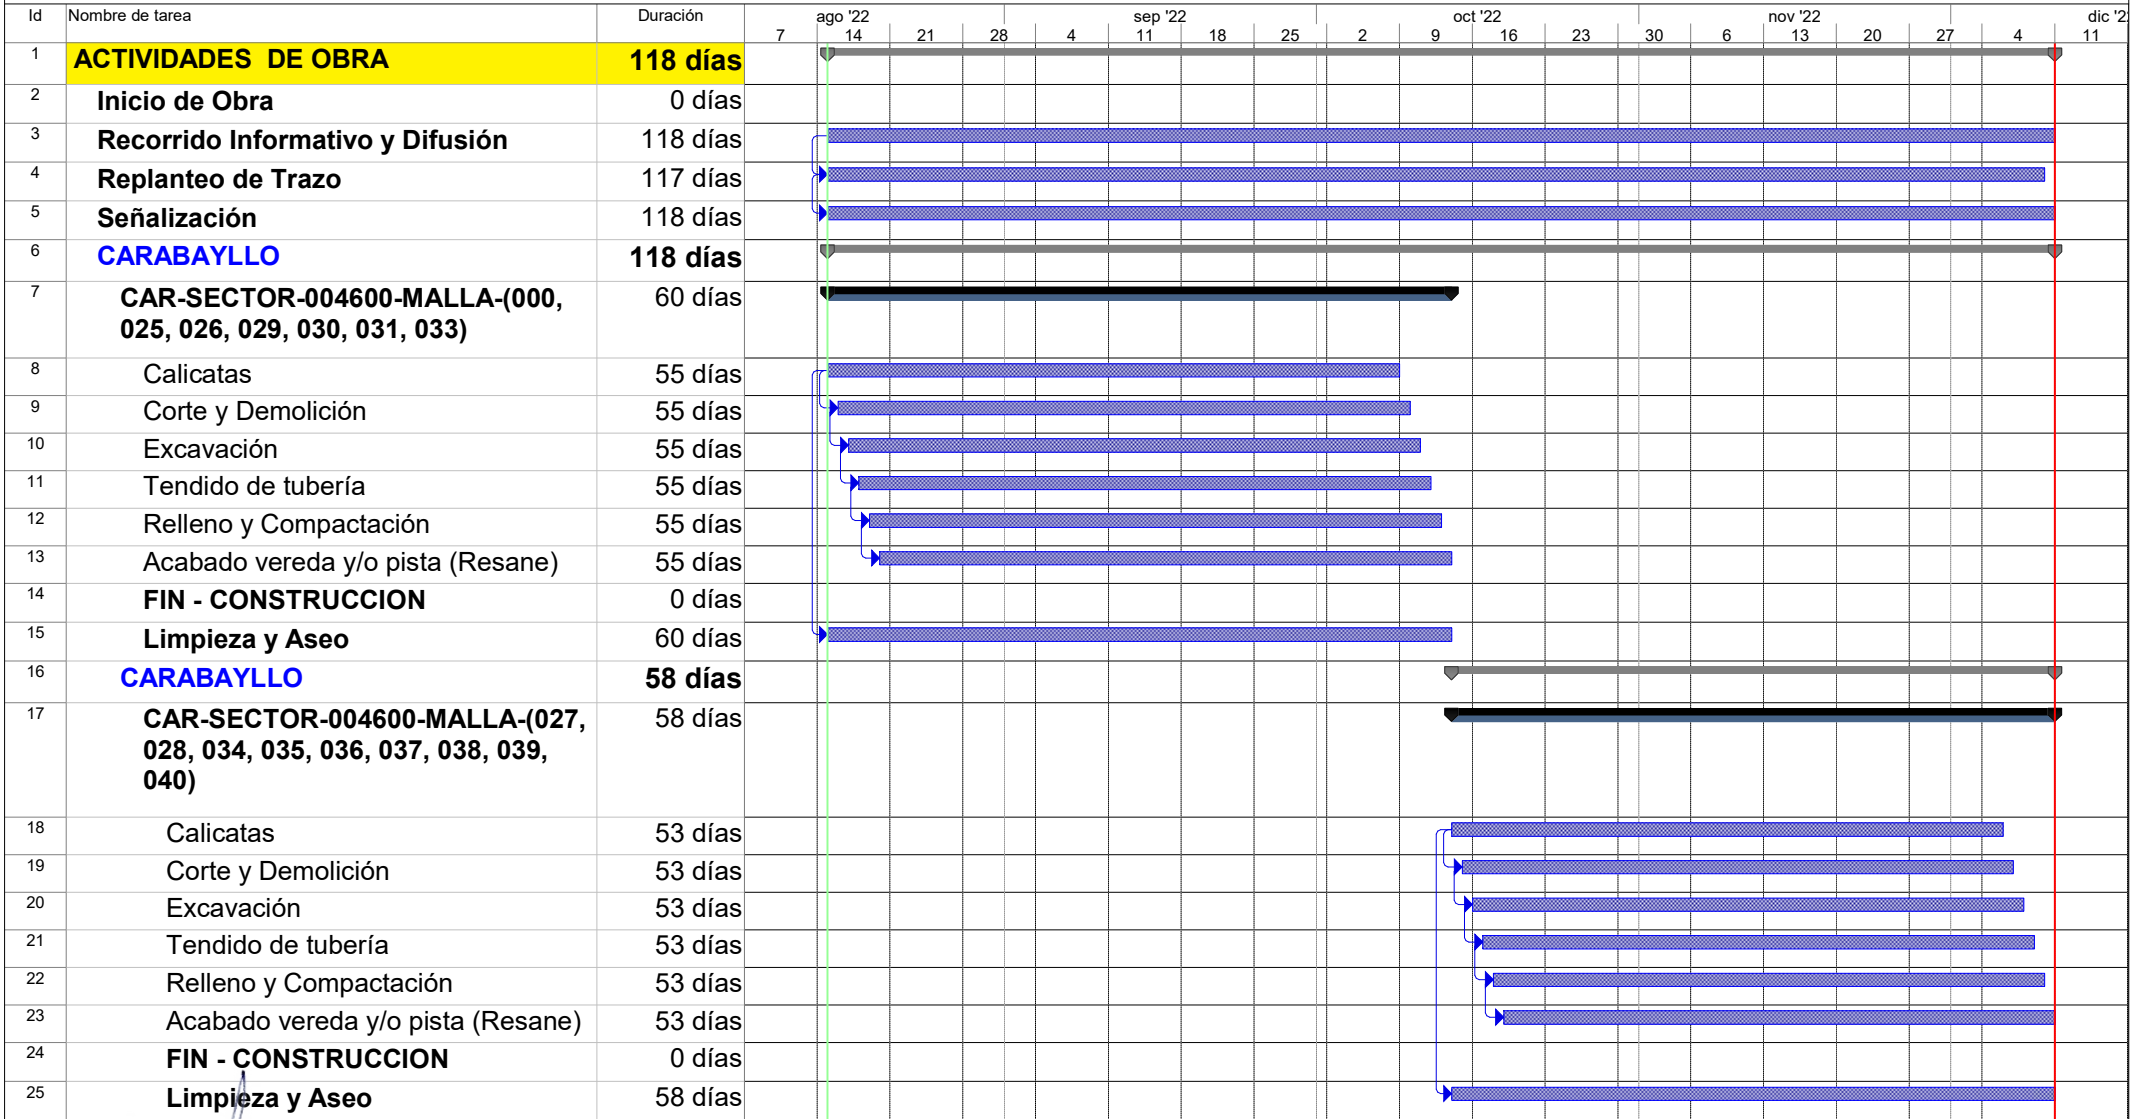 Id Nombre de tarea Duración ago '22 sep '22 oct '22 nov '22 dic '2
7 14 21 28 4 11 18 25 2 9 16 23 30 6 13 20 27 4 11
1 ACTIVIDADES DE OBRA 118 días
2 Inicio de Obra 0 días
3 Recorrido Informativo y Difusión 118 días
4 Replanteo de Trazo 117 días
5 Señalización 118 días
6 CARABAYLLO 118 días
7 CAR-SECTOR-004600-MALLA-(000, 60 días
025, 026, 029, 030, 031, 033)
8 Calicatas 55 días
9 Corte y Demolición 55 días
10 Excavación 55 días
11 Tendido de tubería 55 días
12 Relleno y Compactación 55 días
13 Acabado vereda y/o pista (Resane) 55 días
14 FIN - CONSTRUCCION 0 días
15 Limpieza y Aseo 60 días
16 CARABAYLLO 58 días
17 CAR-SECTOR-004600-MALLA-(027, 58 días
028, 034, 035, 036, 037, 038, 039,
040)
18 Calicatas 53 días
19 Corte y Demolición 53 días
20 Excavación 53 días
21 Tendido de tubería 53 días
22 Relleno y Compactación 53 días
23 Acabado vereda y/o pista (Resane) 53 días
24 FIN - CONSTRUCCION 0 días
25 Limpieza y Aseo 58 días